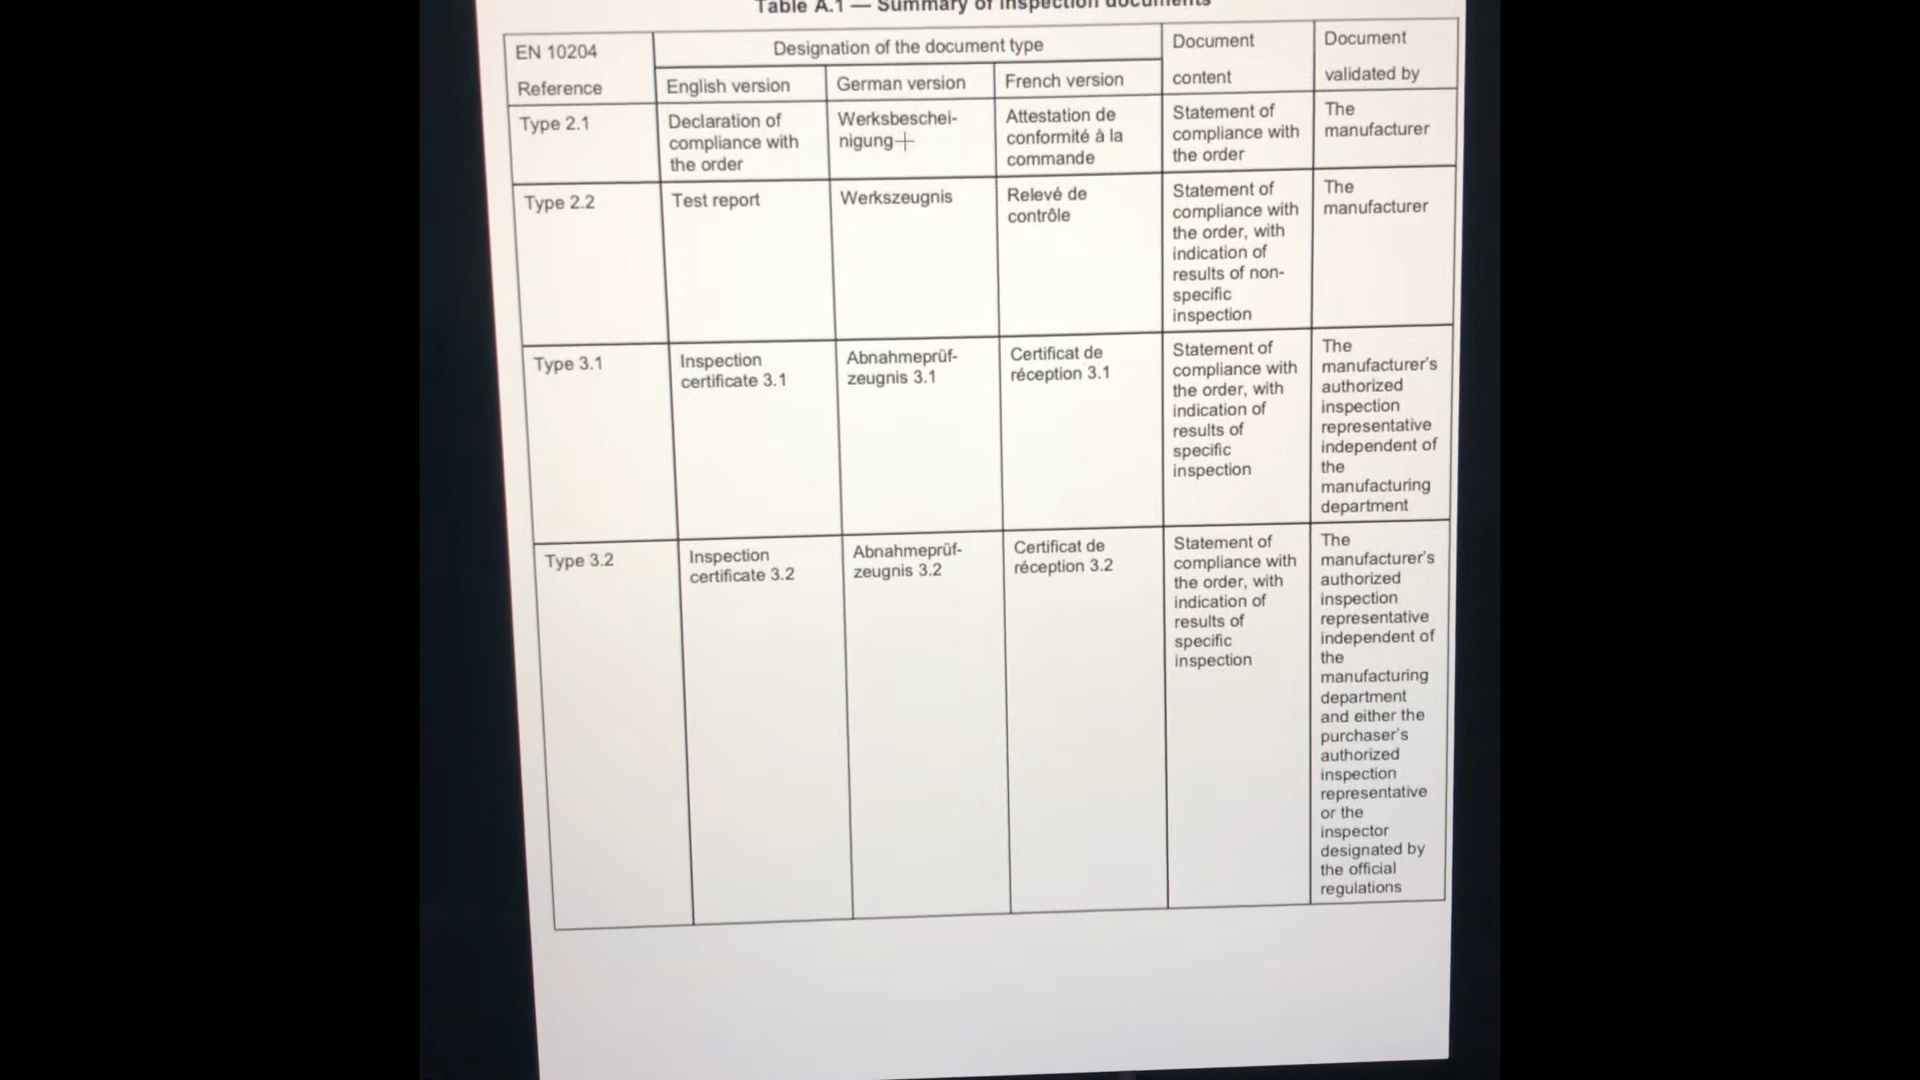 Table A.1 — Summary of inspection documents
EN 10204
Reference
Designation of the document type
Document
content
Document
validated by
English version
German version
French version
Type 2.1
Declaration of
compliance with
the order
Werksbeschei-
nigung
Attestation de
conformité à la
commande
Statement of
compliance with
the order
The
manufacturer
Type 2.2
Test report
Werkszeugnis
Relevé de
contrôle
Statement of
compliance with
the order, with
indication of
results of non-
specific
inspection
The
manufacturer
Type 3.1
Inspection
certificate 3.1
Abnahmeprüf-
zeugnis 3.1
Certificat de
réception 3.1
Statement of
compliance with
the order, with
indication of
results of
specific
inspection
The
manufacturer's
authorized
inspection
representative
independent of
the
manufacturing
department
Type 3.2
Inspection
certificate 3.2
Abnahmeprüf-
zeugnis 3.2
Certificat de
réception 3.2
Statement of
compliance with
the order, with
indication of
results of
specific
inspection
The
manufacturer's
authorized
inspection
representative
independent of
the
manufacturing
department
and either the
purchaser's
authorized
inspection
representative
or the
inspector
designated by
the official
regulations